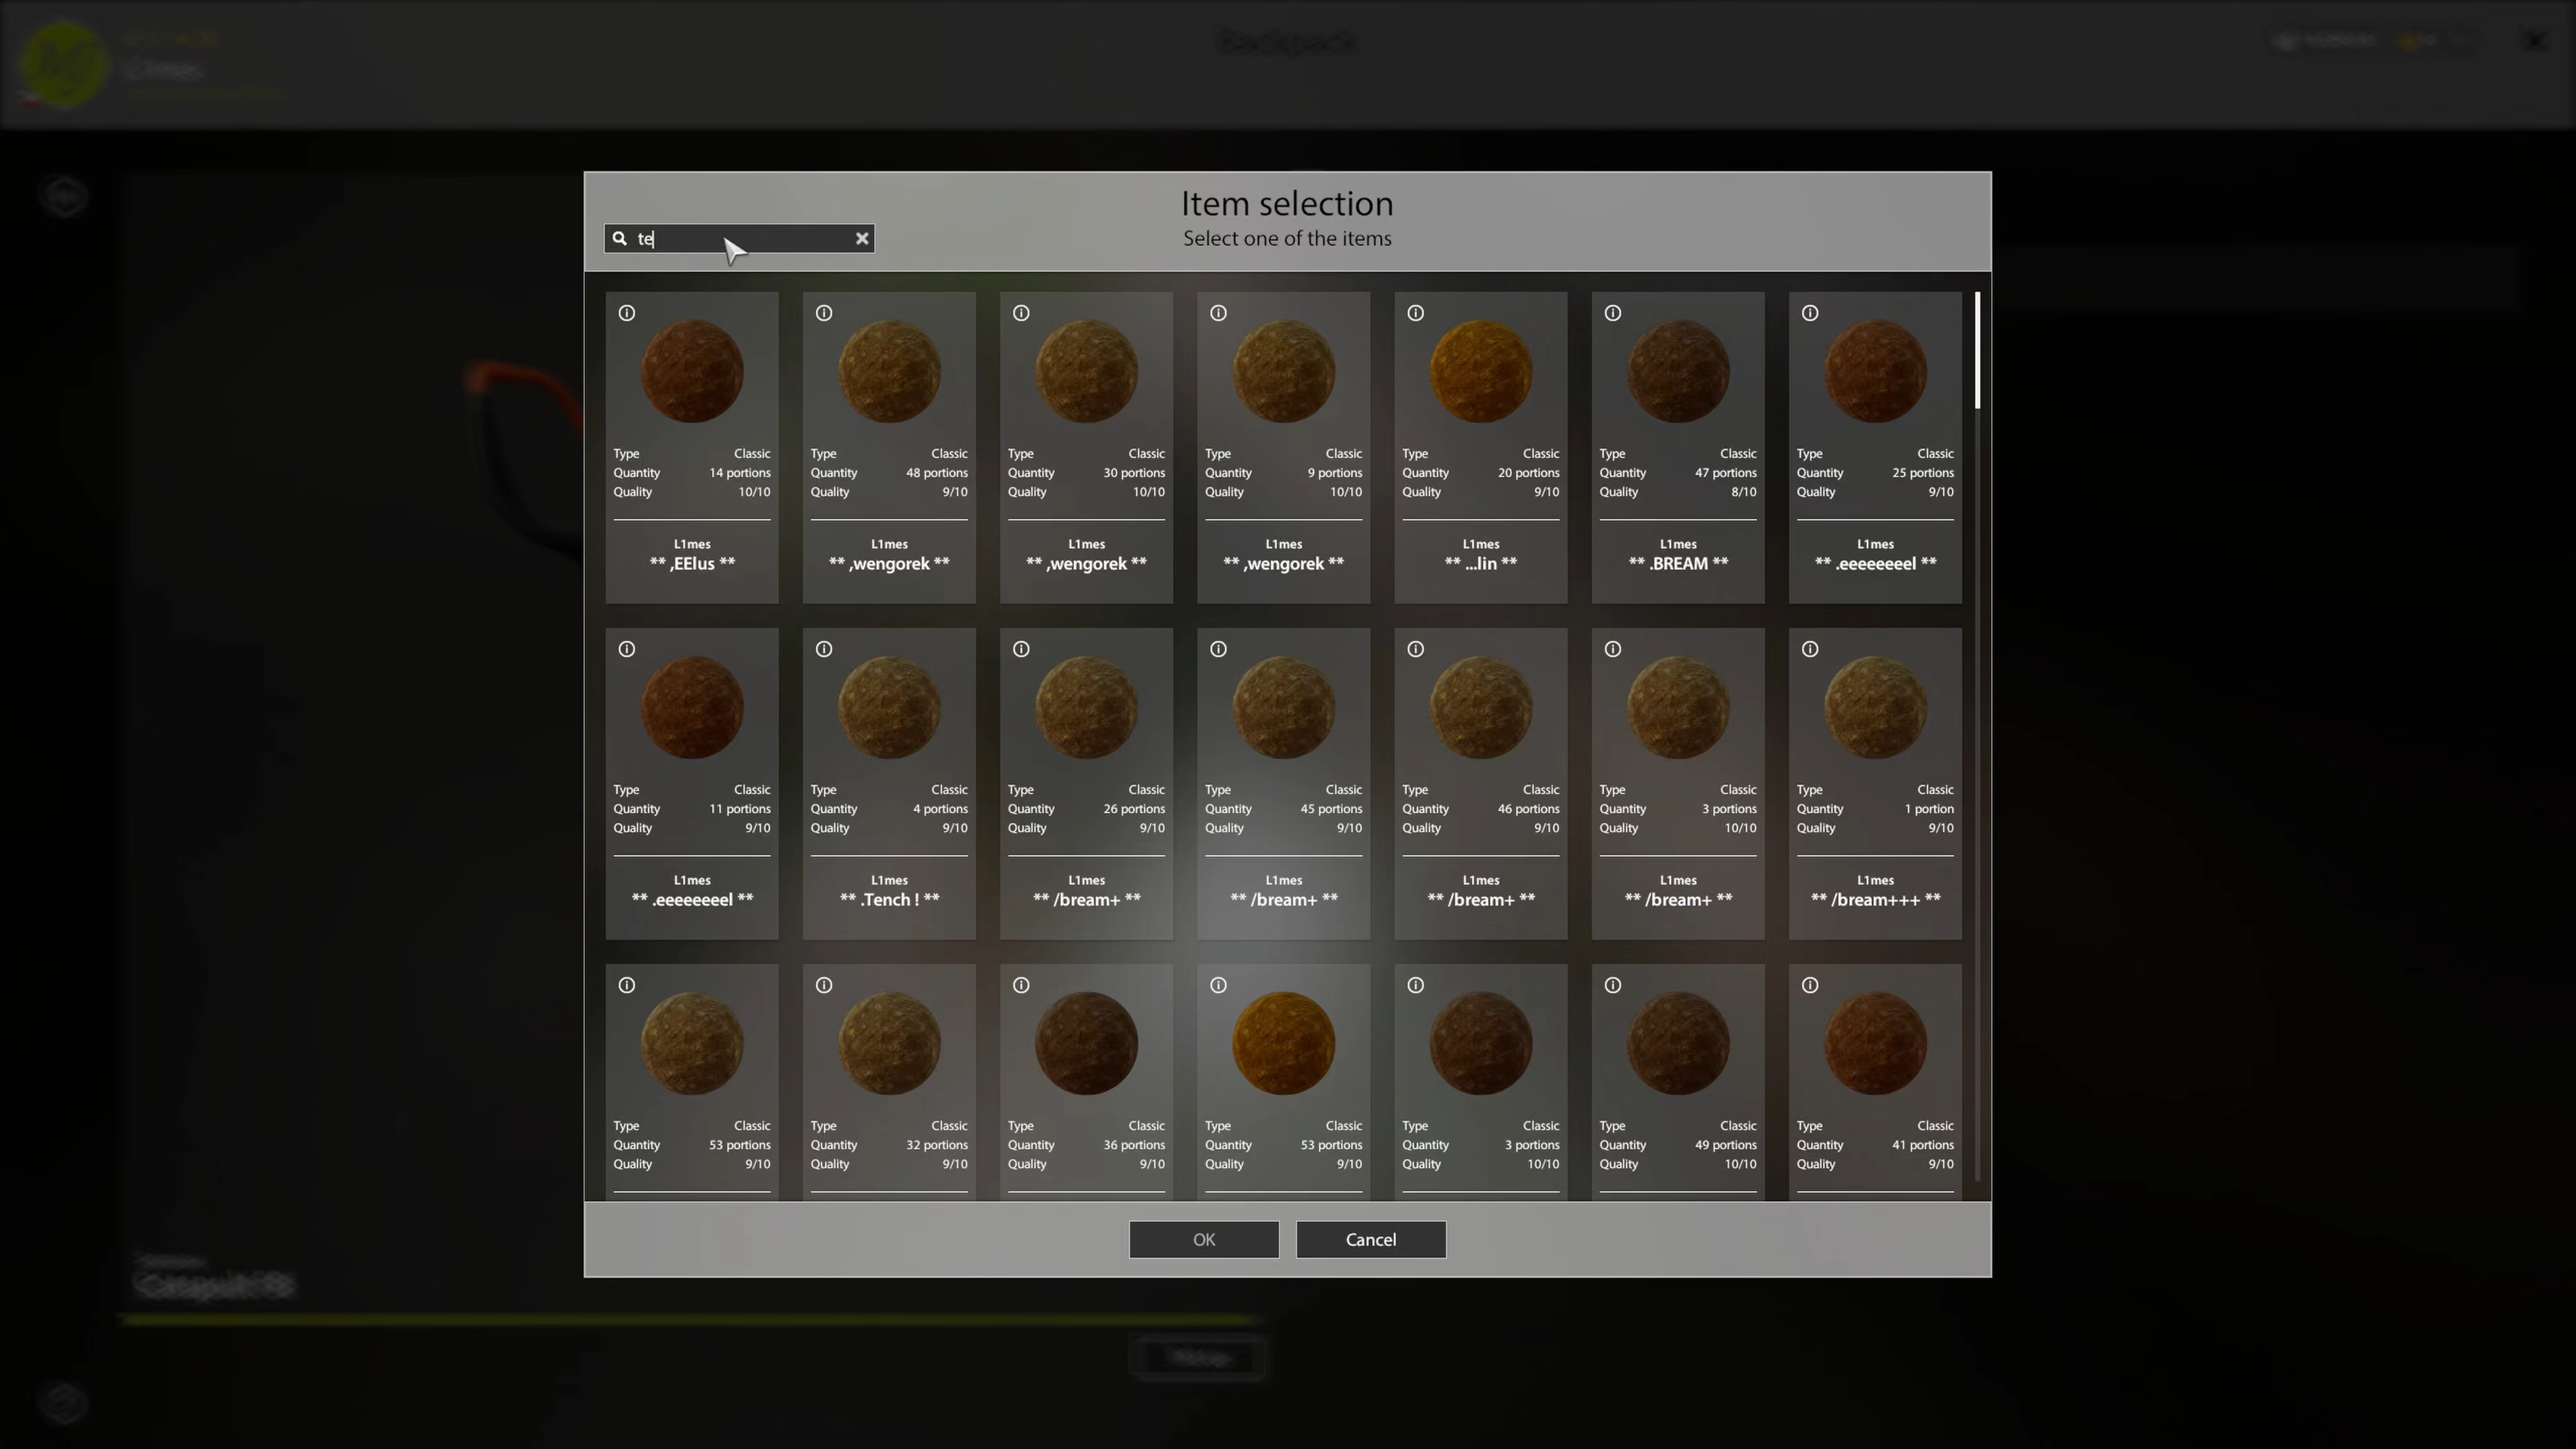 Backpack
Item selection
te
Select one of the items
Type Classic
Quantity 14 portions
Quality 10/10
L1mes
** ,EElus **
Type Classic
Quantity 48 portions
Quality 9/10
L1mes
** ,wengorek **
Type Classic
Quantity 30 portions
Quality 10/10
L1mes
** ,wengorek **
Type Classic
Quantity 9 portions
Quality 10/10
L1mes
** ,wengorek **
Type Classic
Quantity 20 portions
Quality 9/10
L1mes
** ...lin **
Type Classic
Quantity 47 portions
Quality 8/10
L1mes
** .BREAM **
Type Classic
Quantity 25 portions
Quality 9/10
L1mes
** .eeeeeeeel **
Type Classic
Quantity 11 portions
Quality 9/10
L1mes
** .eeeeeeeel **
Type Classic
Quantity 4 portions
Quality 9/10
L1mes
** .Tench ! **
Type Classic
Quantity 26 portions
Quality 9/10
L1mes
** /bream+ **
Type Classic
Quantity 45 portions
Quality 9/10
L1mes
** /bream+ **
Type Classic
Quantity 46 portions
Quality 9/10
L1mes
** /bream+ **
Type Classic
Quantity 3 portions
Quality 10/10
L1mes
** /bream+ **
Type Classic
Quantity 1 portion
Quality 9/10
L1mes
** /bream+++ **
Type Classic
Quantity 53 portions
Quality 9/10
Type Classic
Quantity 32 portions
Quality 9/10
Type Classic
Quantity 36 portions
Quality 9/10
Type Classic
Quantity 53 portions
Quality 9/10
Type Classic
Quantity 3 portions
Quality 10/10
Type Classic
Quantity 49 portions
Quality 10/10
Type Classic
Quantity 41 portions
Quality 9/10
OK
Cancel